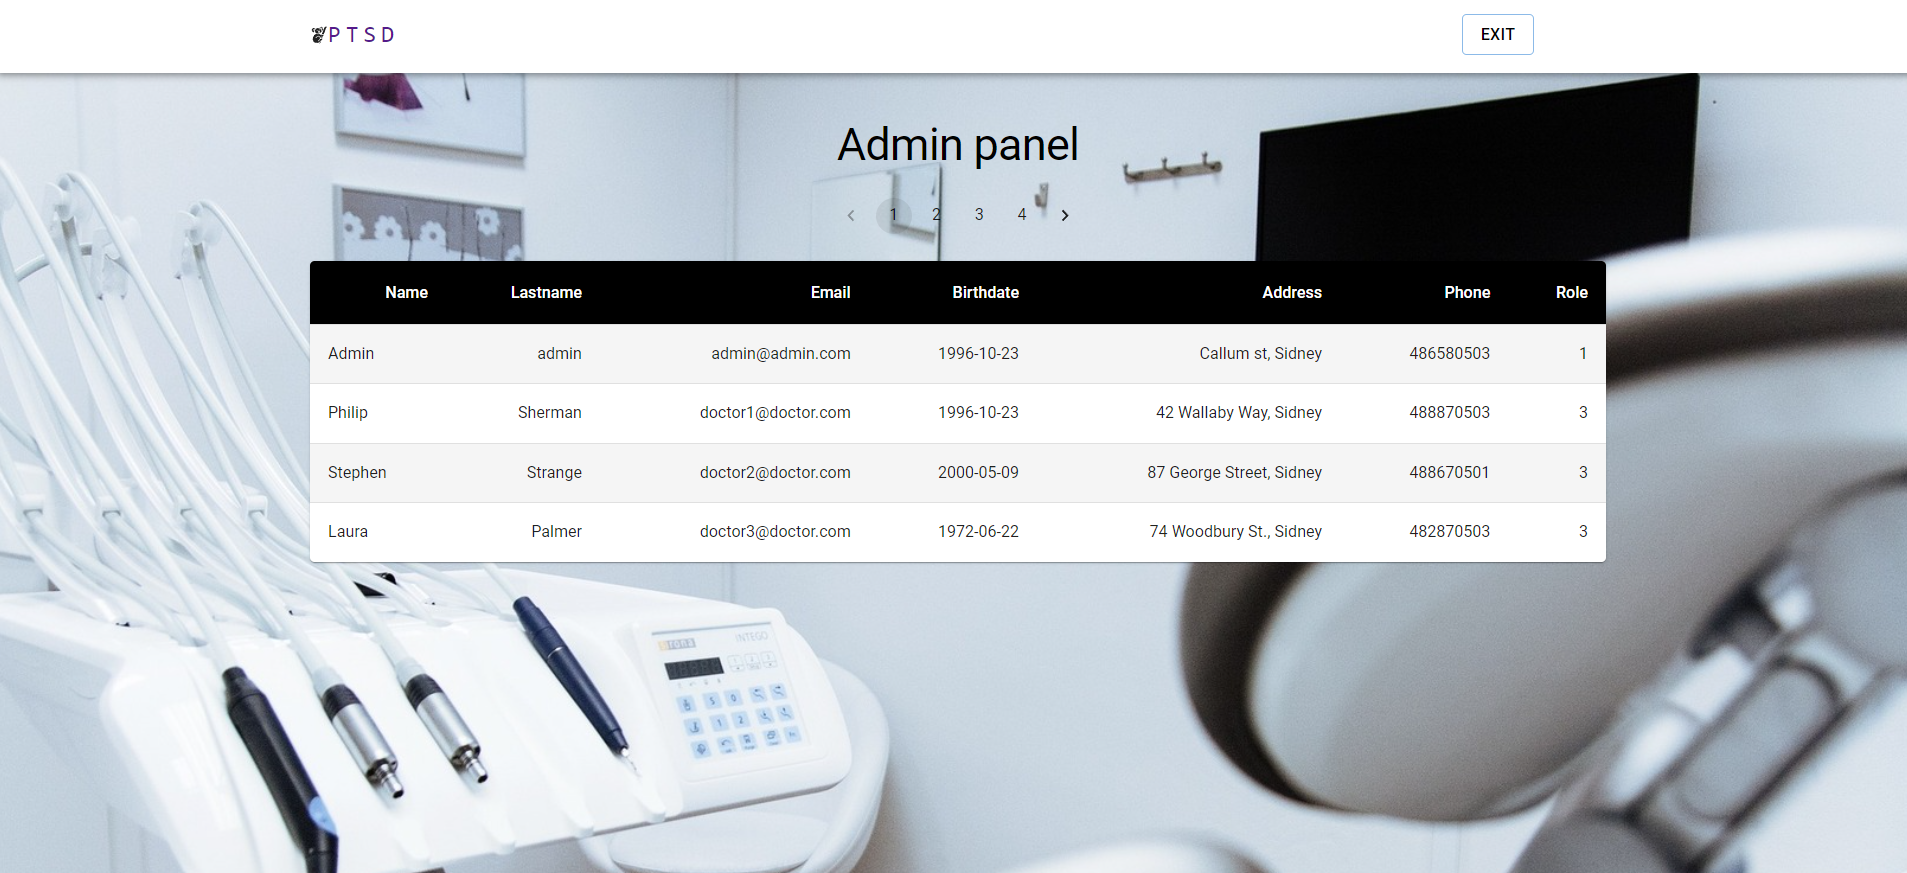 PTSD
EXIT
Admin panel
1 2 3 4
Name Lastname Email Birthdate Address Phone Role
Admin admin admin@admin.com 1996-10-23 Callum st, Sidney 486580503 1
Philip Sherman doctor1@doctor.com 1996-10-23 42 Wallaby Way, Sidney 488870503 3
Stephen Strange doctor2@doctor.com 2000-05-09 87 George Street, Sidney 488670501 3
Laura Palmer doctor3@doctor.com 1972-06-22 74 Woodbury St., Sidney 482870503 3
INTEGO